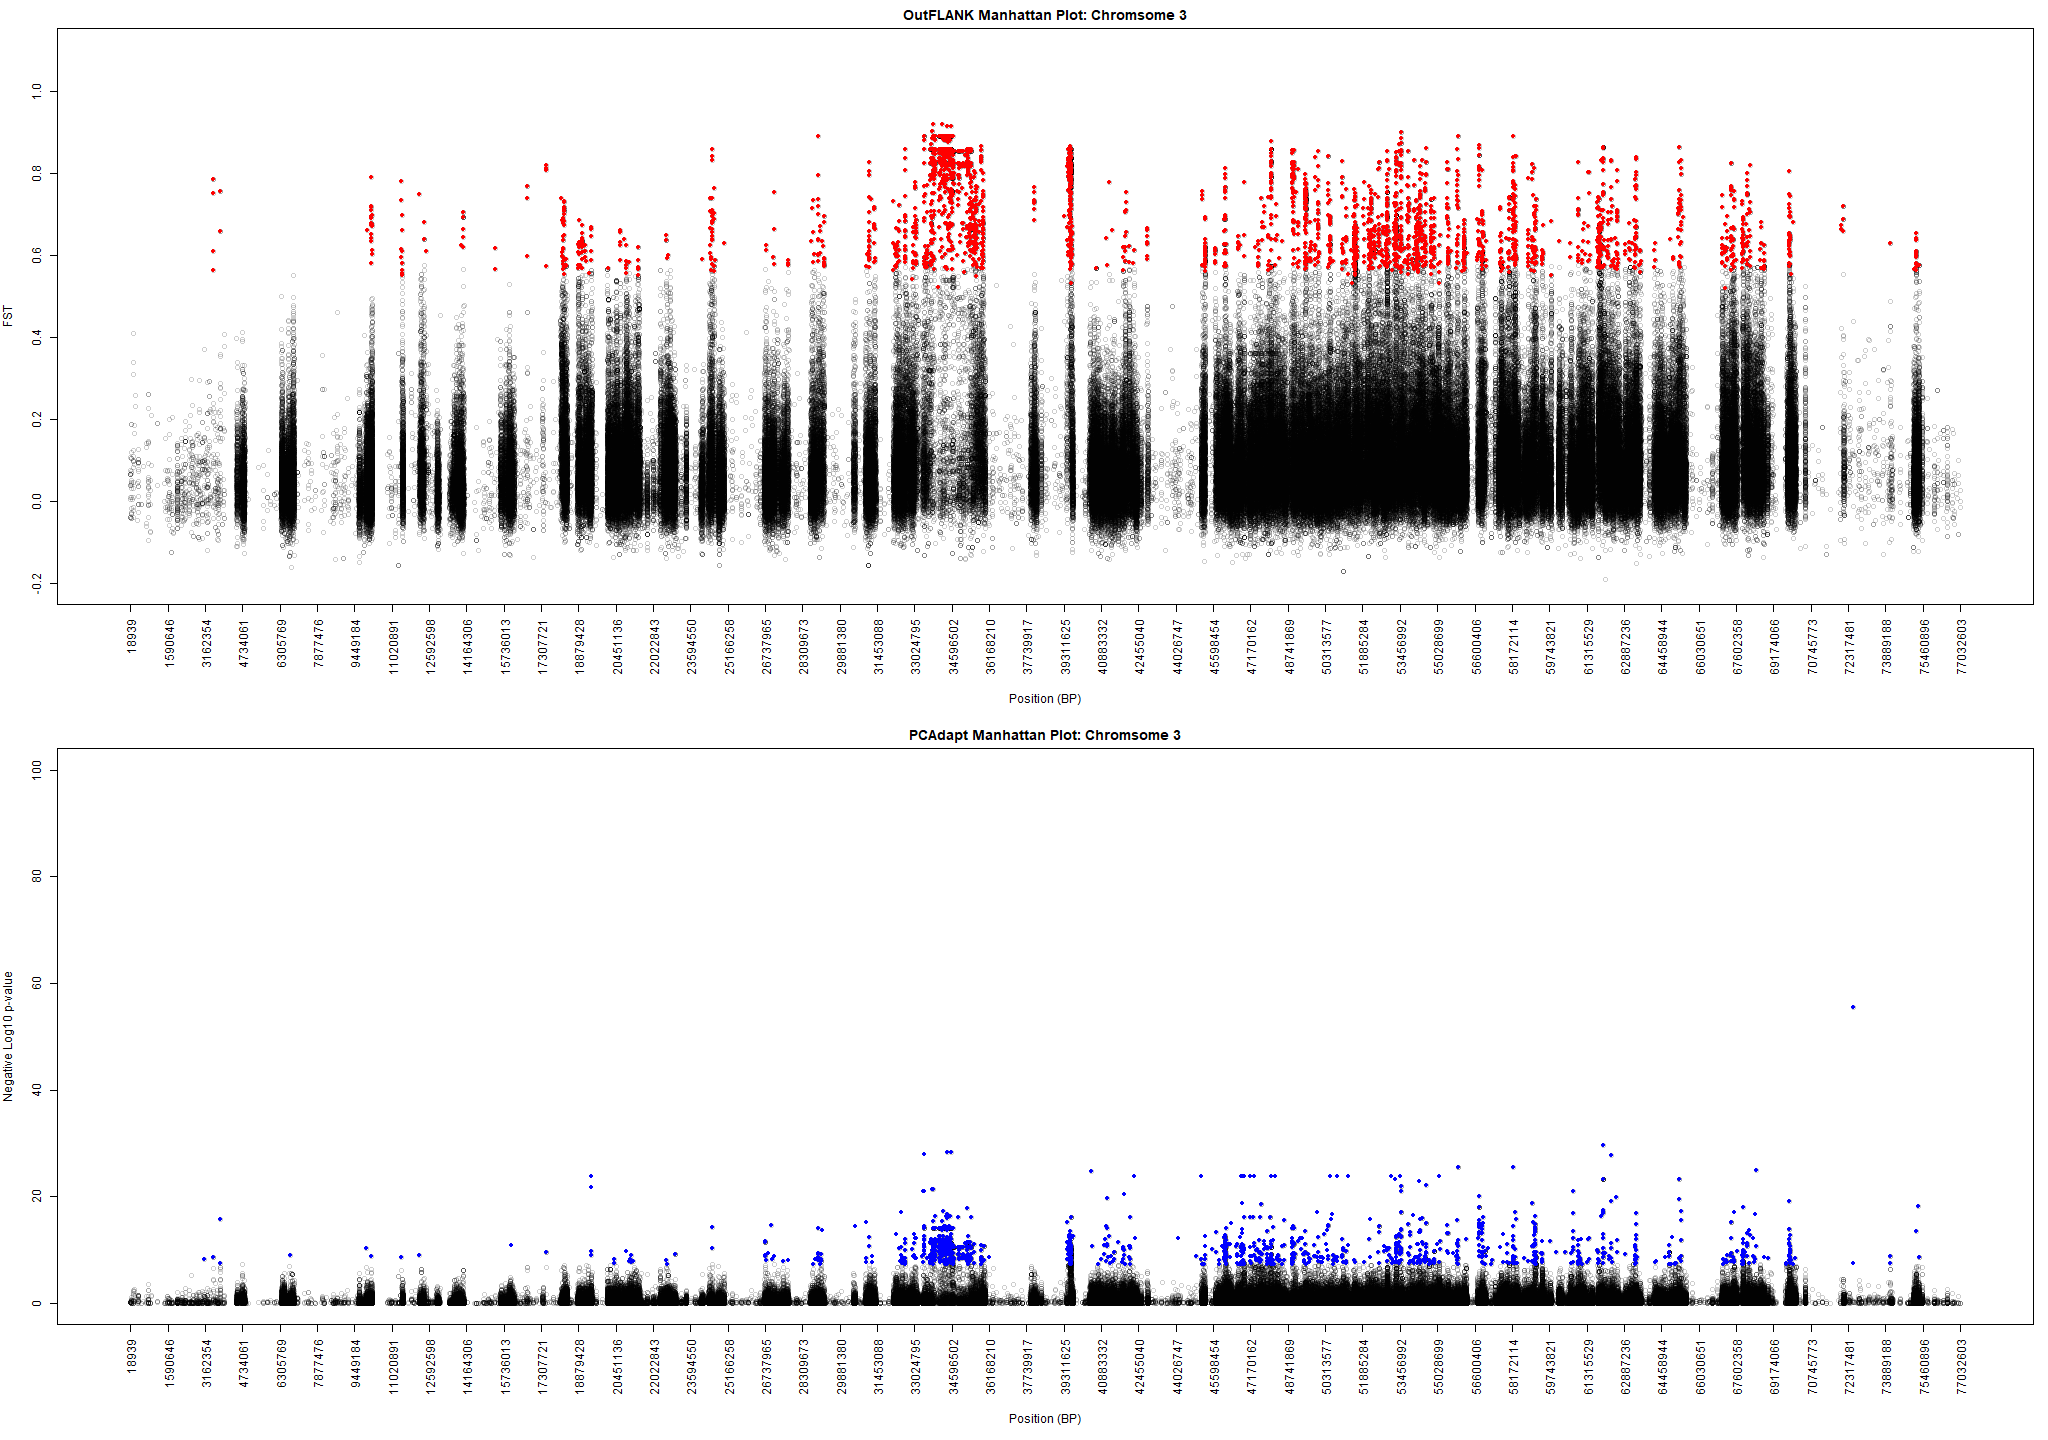 OutFLANK Manhattan Plot: Chromsome 3
FST
1.0
0.8
0.6
0.4
0.2
0.0
-0.2
18939 1590646 3162354 4734061 6305769 7877476 9449184 11020891 12592598 14164306 15736013 17307721 18879428 20451136 22022843 23594550 25166258 26737965 28309673 29881380 31453088 33024795 34596502 36168210 37739917 39311625 40883332 42455040 44026747 45598454 47170162 48741869 50313577 51885284 53456992 55028699 56600406 58172114 59743821 61315529 62887236 64458944 66030651 67602358 69174066 70745773 72317481 73889188 75460896 77032603
Position (BP)
PCAdapt Manhattan Plot: Chromsome 3
Negative Log10 p-value
100
80
60
40
20
0
18939 1590646 3162354 4734061 6305769 7877476 9449184 11020891 12592598 14164306 15736013 17307721 18879428 20451136 22022843 23594550 25166258 26737965 28309673 29881380 31453088 33024795 34596502 36168210 37739917 39311625 40883332 42455040 44026747 45598454 47170162 48741869 50313577 51885284 53456992 55028699 56600406 58172114 59743821 61315529 62887236 64458944 66030651 67602358 69174066 70745773 72317481 73889188 75460896 77032603
Position (BP)